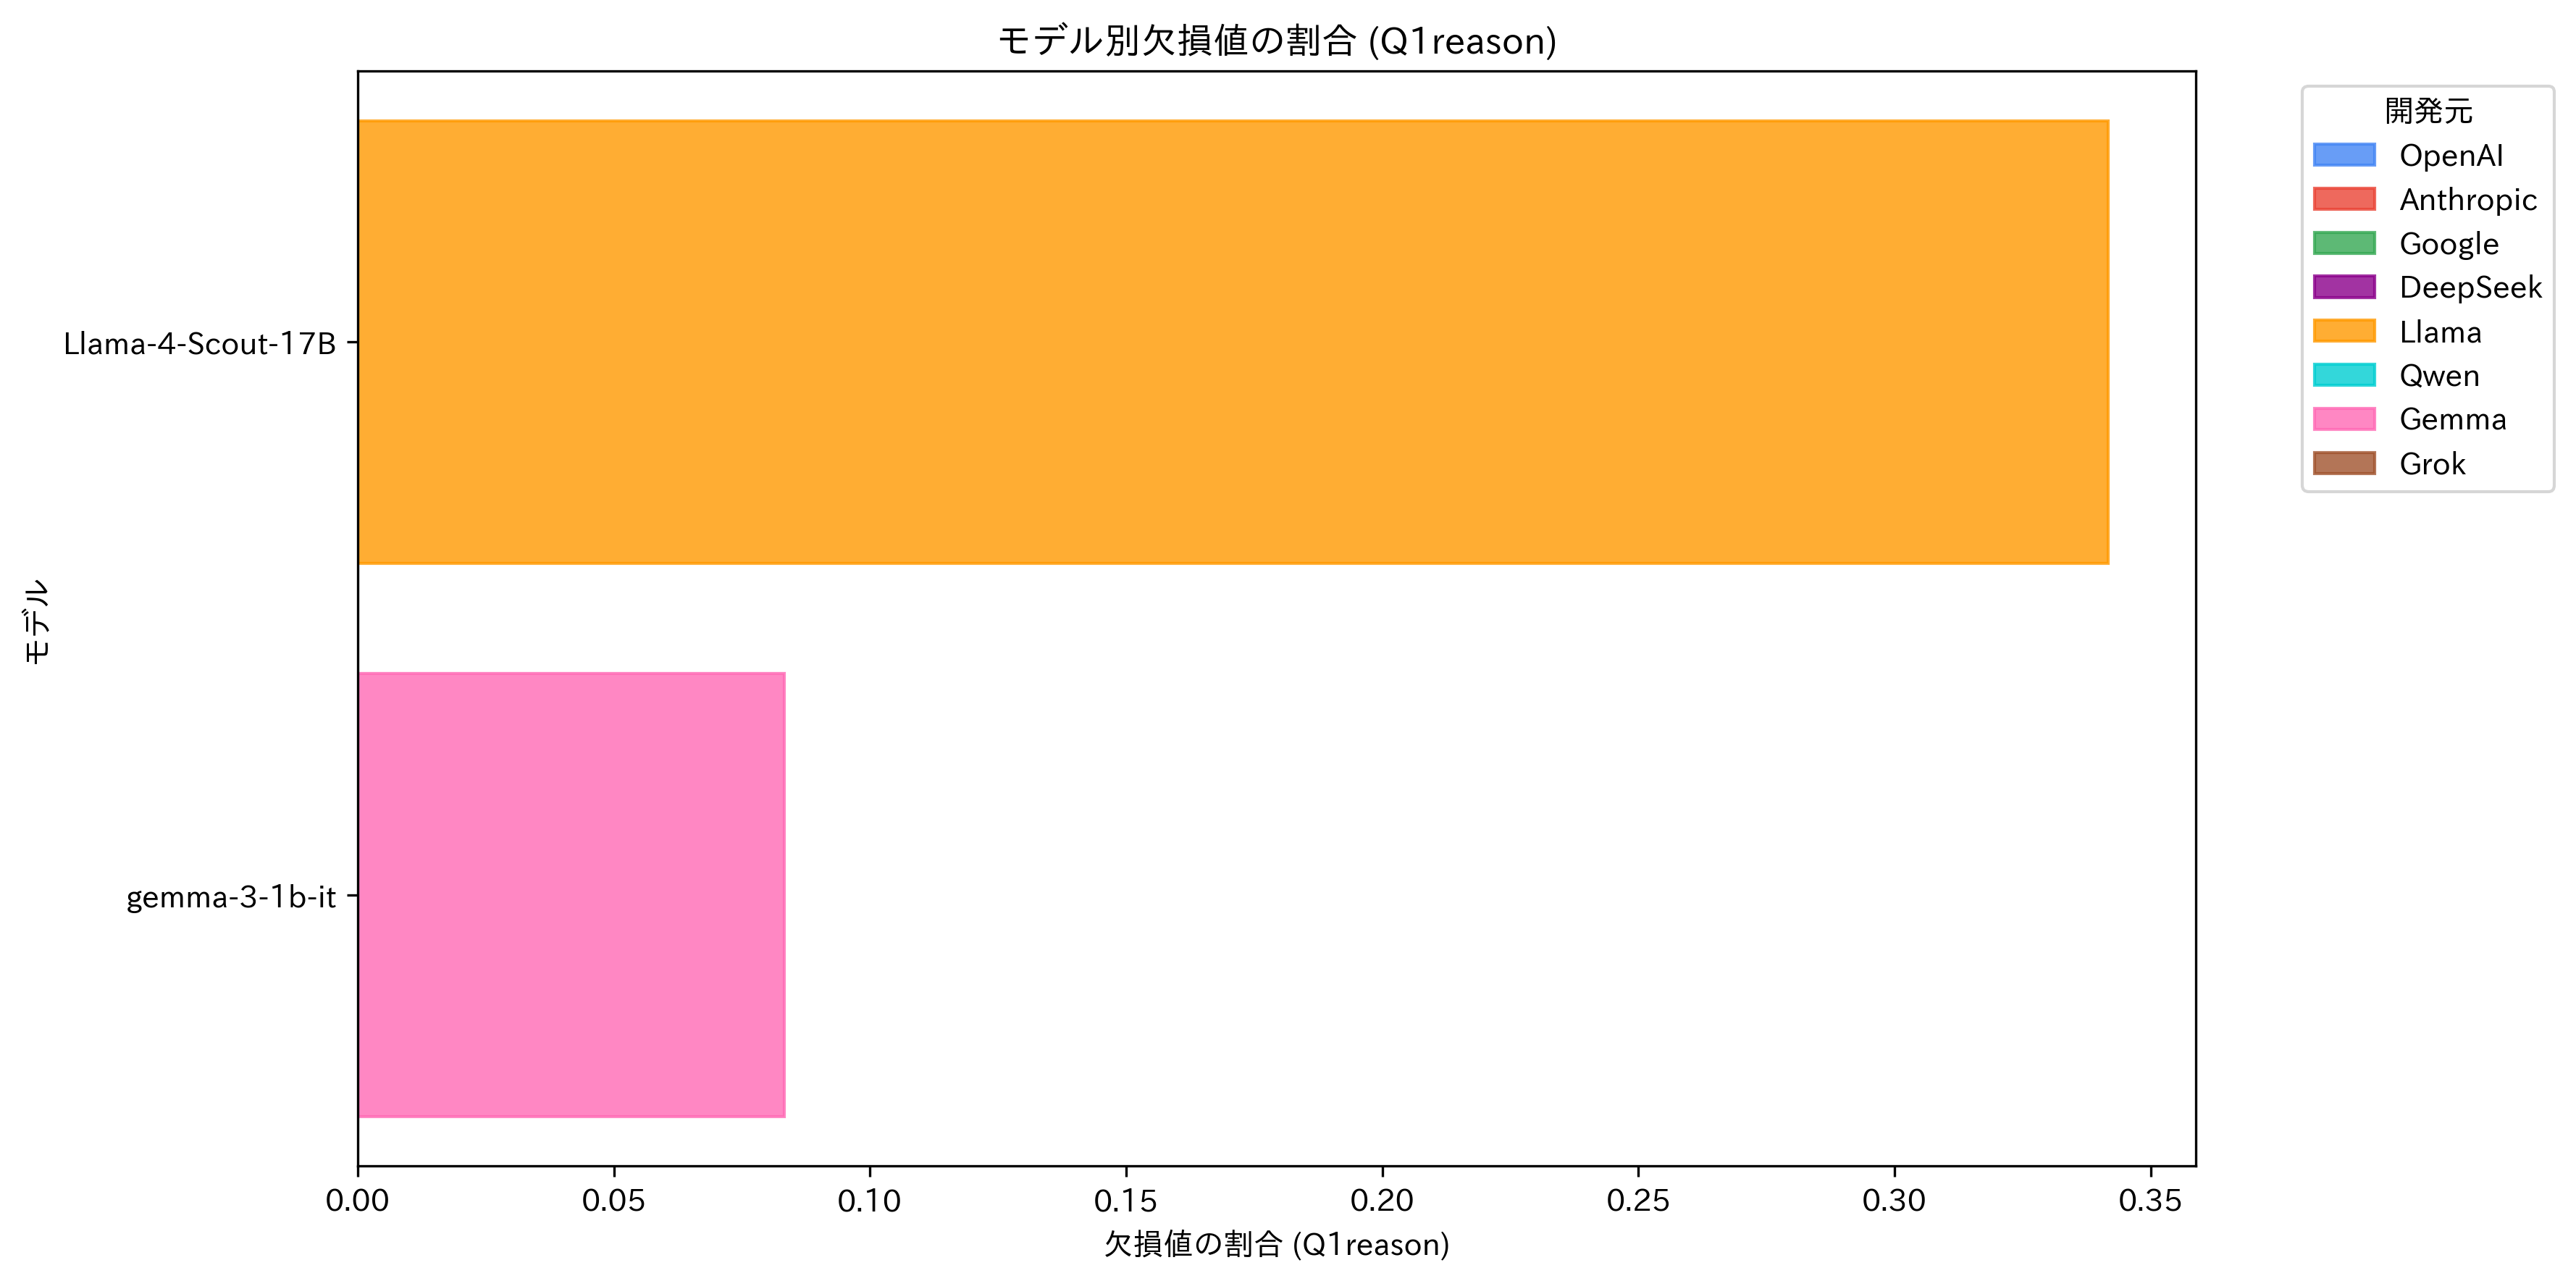 モデル別欠損値の割合 (Q1reason)
モデル
Llama-4-Scout-17B
gemma-3-1b-it
0.00 0.05 0.10 0.15 0.20 0.25 0.30 0.35
欠損値の割合 (Q1reason)
開発元
OpenAI
Anthropic
Google
DeepSeek
Llama
Qwen
Gemma
Grok